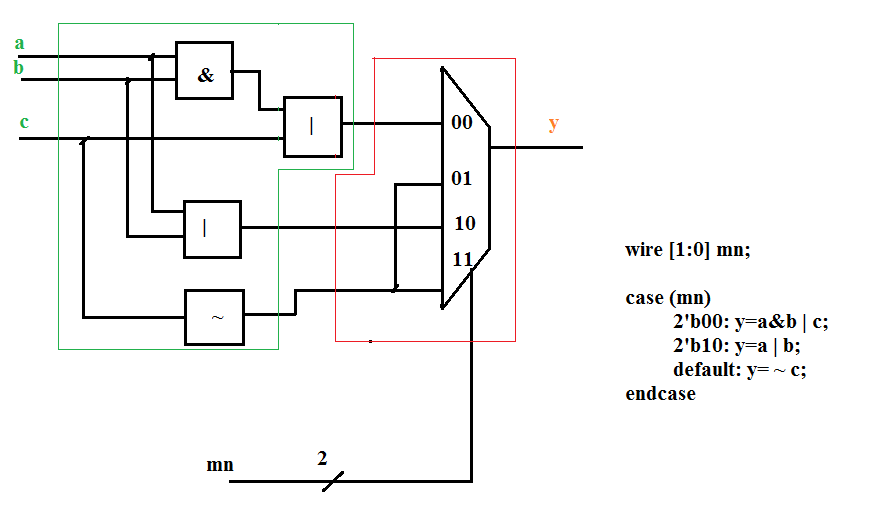 a
b
c
&
|
|
~
00
01
10
11
y
mn
2
wire [1:0] mn;
case (mn)
2'b00: y=a&b | c;
2'b10: y=a | b;
default: y= ~ c;
endcase